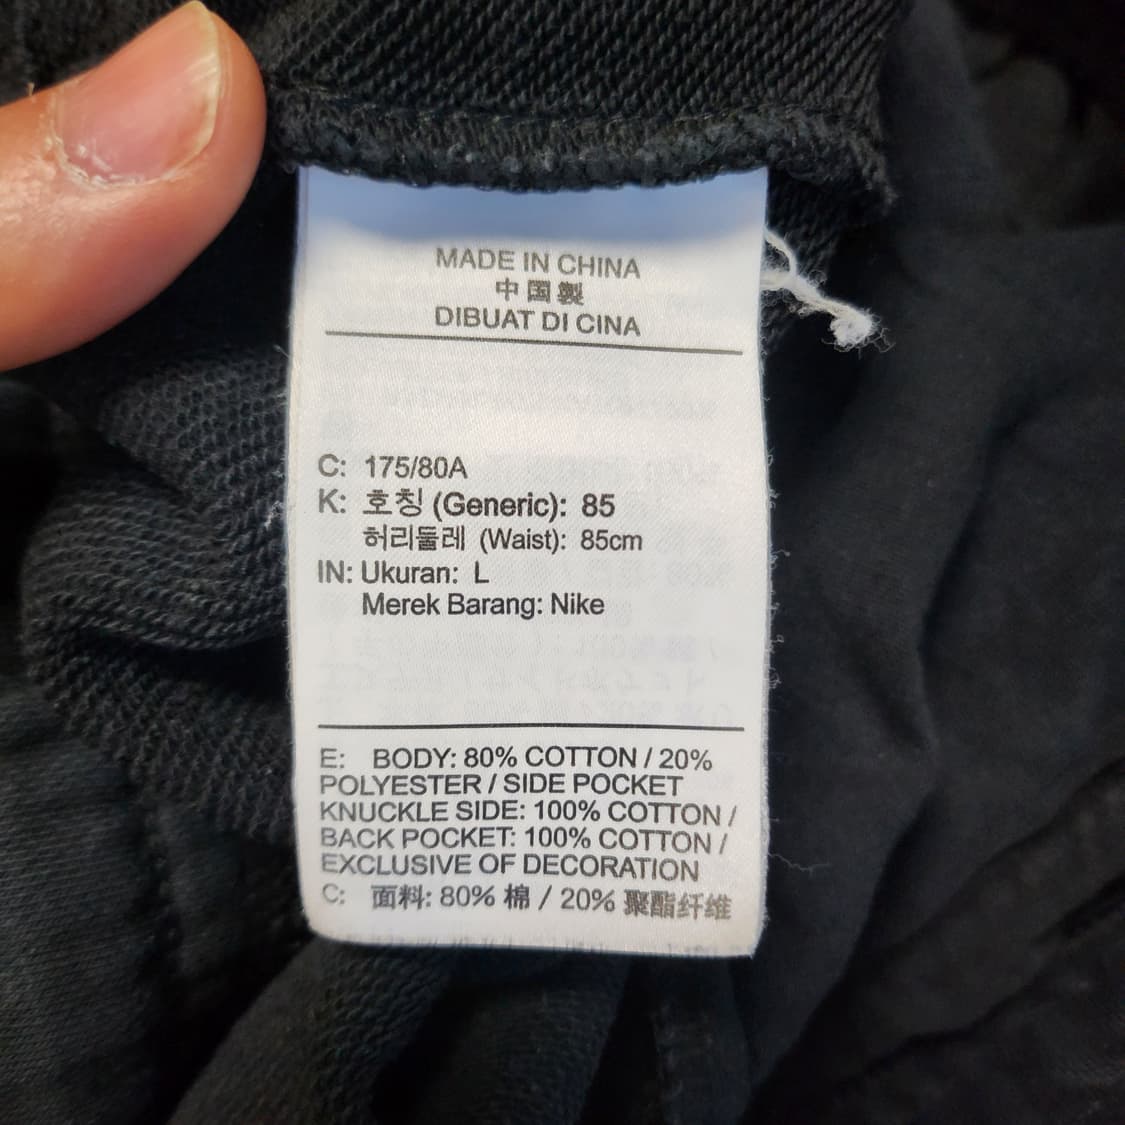 MADE IN CHINA
中国製
DIBUAT DI CINA
C: 175/80A
K: 호칭 (Generic): 85
허리둘레 (Waist): 85cm
IN: Ukuran: L
Merek Barang: Nike
E: BODY: 80% COTTON / 20%
POLYESTER / SIDE POCKET
KNUCKLE SIDE: 100% COTTON /
BACK POCKET: 100% COTTON /
EXCLUSIVE OF DECORATION
C: 面料: 80% 棉 / 20% 聚酯纤维